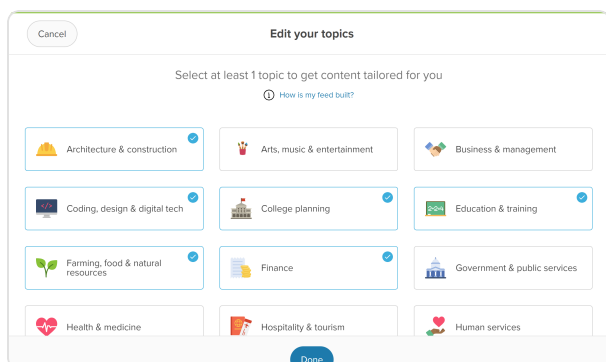 Cancel
Edit your topics
Select at least 1 topic to get content tailored for you
How is my feed built?
Architecture & construction
Arts, music & entertainment
Business & management
Coding, design & digital tech
College planning
Education & training
Farming, food & natural
resources
Finance
Government & public services
Health & medicine
Hospitality & tourism
Human services
Done